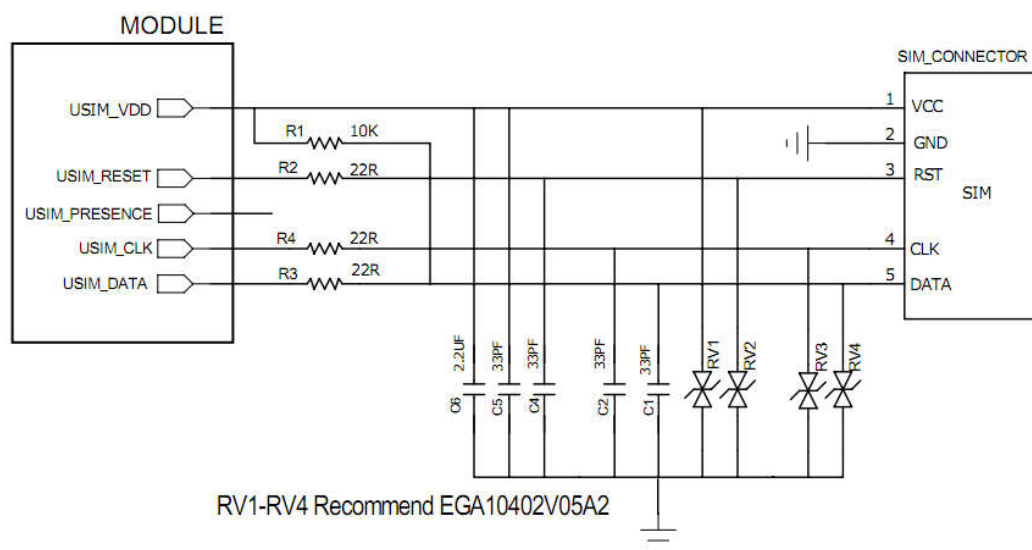 MODULE
SIM_CONNECTOR
USIM_VDD
1
VCC
R1 10K
2
GND
USIM_RESET
R2 22R
3
RST
SIM
USIM_PRESENCE
USIM_CLK
R4 22R
4
CLK
USIM_DATA
R3 22R
5
DATA
2.2UF
33PF
33PF
33PF
33PF
RV1
RV2
RV3
RV4
C6
C5
C4
C2
C1
RV1-RV4 Recommend EGA10402V05A2